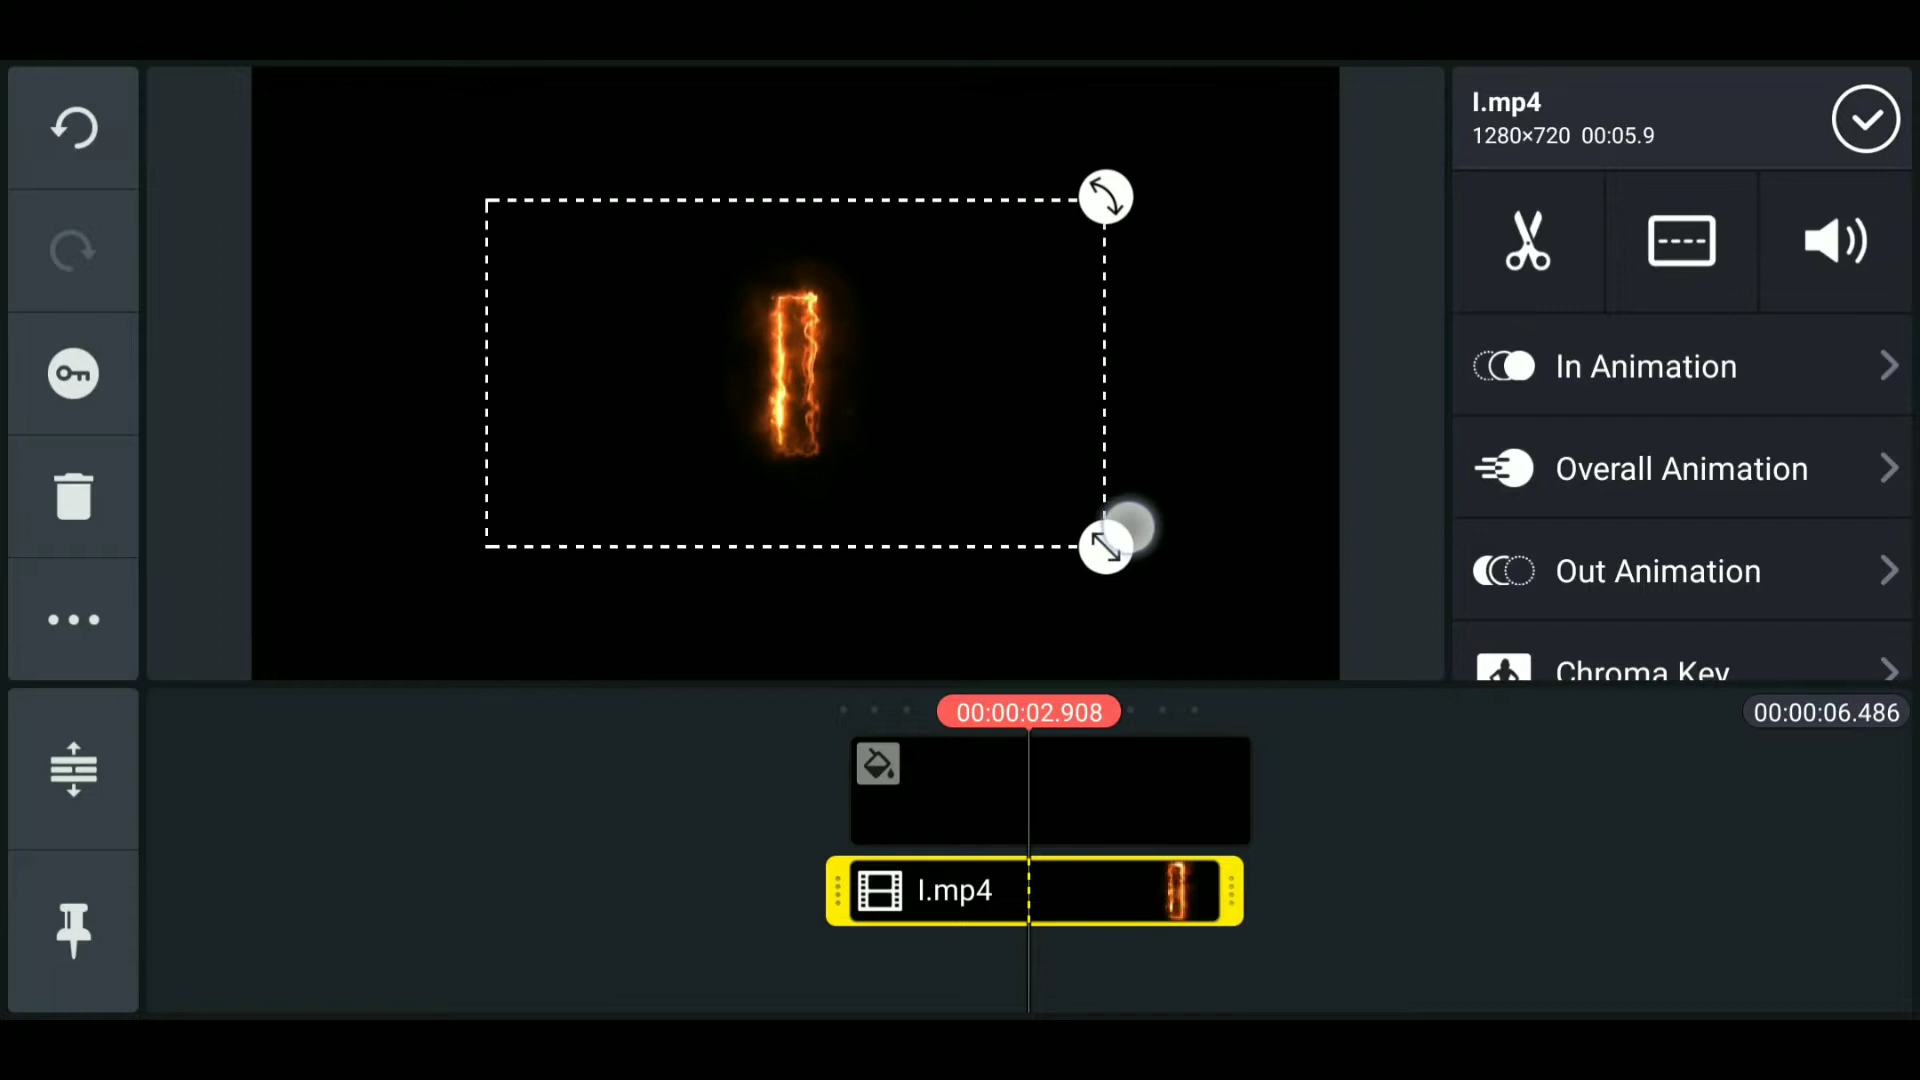 I.mp4
1280×720 00:05.9
I
In Animation
Overall Animation
Out Animation
Chroma Key
00:00:02.908
00:00:06.486
I.mp4